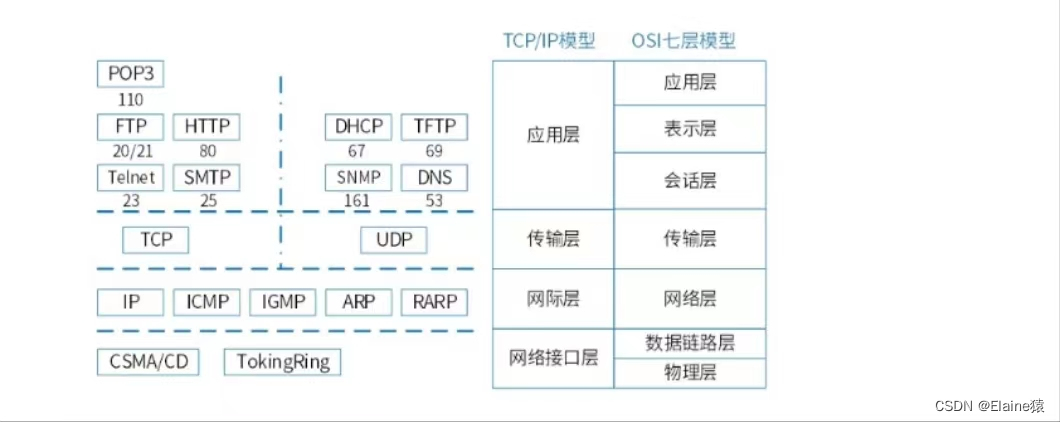 TCP/IP模型 OSI七层模型
POP3
110
应用层
FTP HTTP DHCP TFTP
应用层 表示层
20/21 80 67 69
Telnet SMTP SNMP DNS
会话层
23 25 161 53
TCP UDP
传输层 传输层
IP ICMP IGMP ARP RARP
网际层 网络层
数据链路层
CSMA/CD TokingRing
网络接口层
物理层
CSDN @Elaine猿